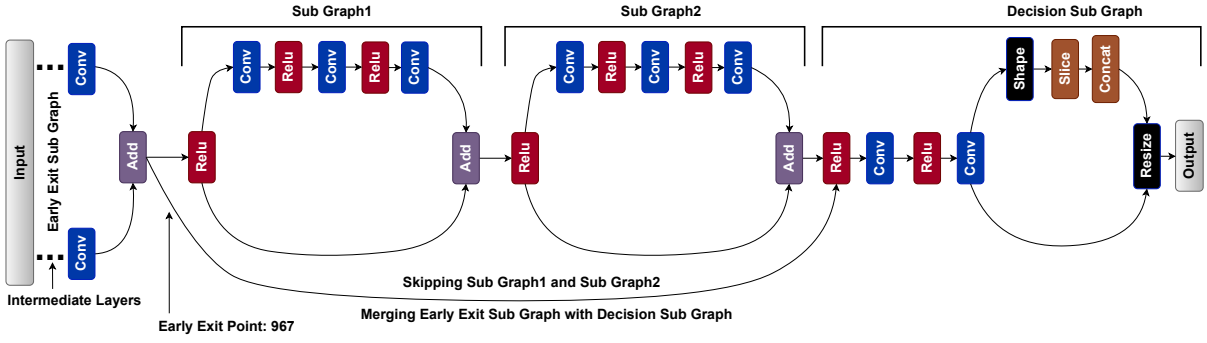 Sub Graph1
Sub Graph2
Decision Sub Graph
Input
Early Exit Sub Graph
Conv
Conv
Add
Relu
Conv
Relu
Conv
Relu
Conv
Add
Relu
Conv
Relu
Conv
Relu
Conv
Add
Relu
Conv
Relu
Conv
Shape
Slice
Concat
Resize
Output
Intermediate Layers
Early Exit Point: 967
Skipping Sub Graph1 and Sub Graph2
Merging Early Exit Sub Graph with Decision Sub Graph